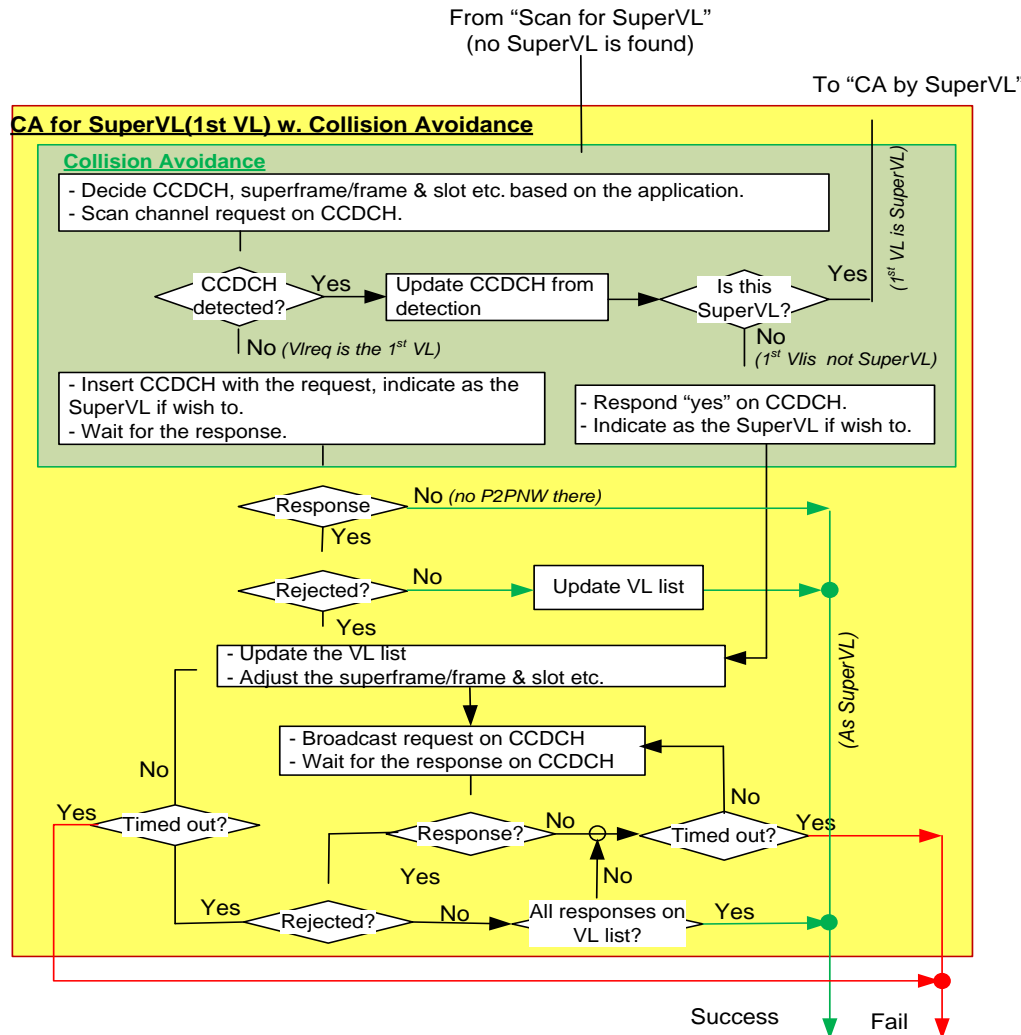 From “Scan for SuperVL”
(no SuperVL is found)
To “CA by SuperVL”
CA for SuperVL(1st VL) w. Collision Avoidance
Collision Avoidance
- Decide CCDCH, superframe/frame & slot etc. based on the application.
- Scan channel request on CCDCH.
(1st VL is SuperVL)
CCDCH
detected?
Yes
Update CCDCH from
detection
Is this
SuperVL?
Yes
No (VIreq is the 1st VL)
No
(1st VIis not SuperVL)
- Insert CCDCH with the request, indicate as the
SuperVL if wish to.
- Wait for the response.
- Respond “yes” on CCDCH.
- Indicate as the SuperVL if wish to.
Response
No (no P2PNW there)
Yes
Rejected?
No
Update VL list
Yes
- Update the VL list
- Adjust the superframe/frame & slot etc.
(As SuperVL)
- Broadcast request on CCDCH
- Wait for the response on CCDCH
No
Yes
Timed out?
Response?
No
No
Timed out?
Yes
Yes
No
Yes
Rejected?
No
All responses on
VL list?
Yes
Success
Fail